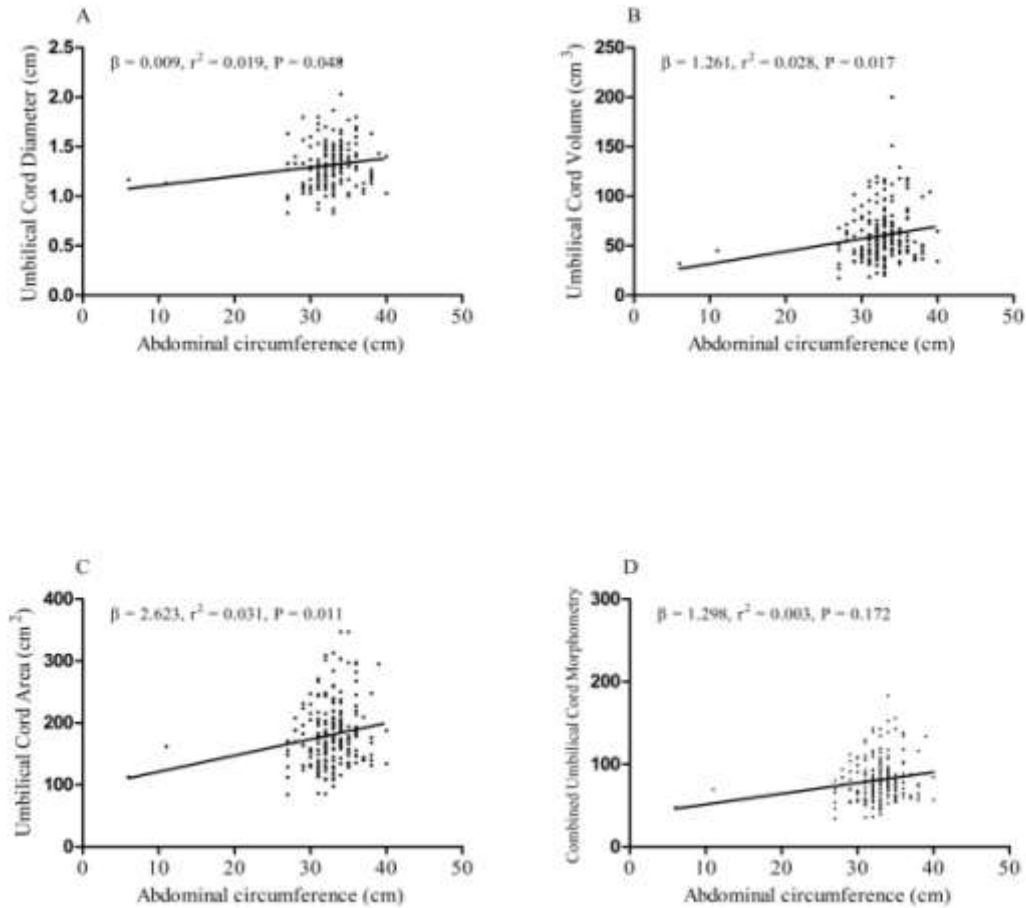 A
β = 0.009, r² = 0.019, P = 0.048
Umbilical Cord Diameter (cm)
2.5
2.0
1.5
1.0
0.5
0.0
0 10 20 30 40 50
Abdominal circumference (cm)
B
β = 1.261, r² = 0.028, P = 0.017
Umbilical Cord Volume (cm³)
250
200
150
100
50
0
0 10 20 30 40 50
Abdominal circumference (cm)
C
β = 2.623, r² = 0.031, P = 0.011
Umbilical Cord Area (cm²)
400
300
200
100
0
0 10 20 30 40 50
Abdominal circumference (cm)
D
β = 1.298, r² = 0.003, P = 0.172
Combined Umbilical Cord Morphometry
300
200
100
0
0 10 20 30 40 50
Abdominal circumference (cm)